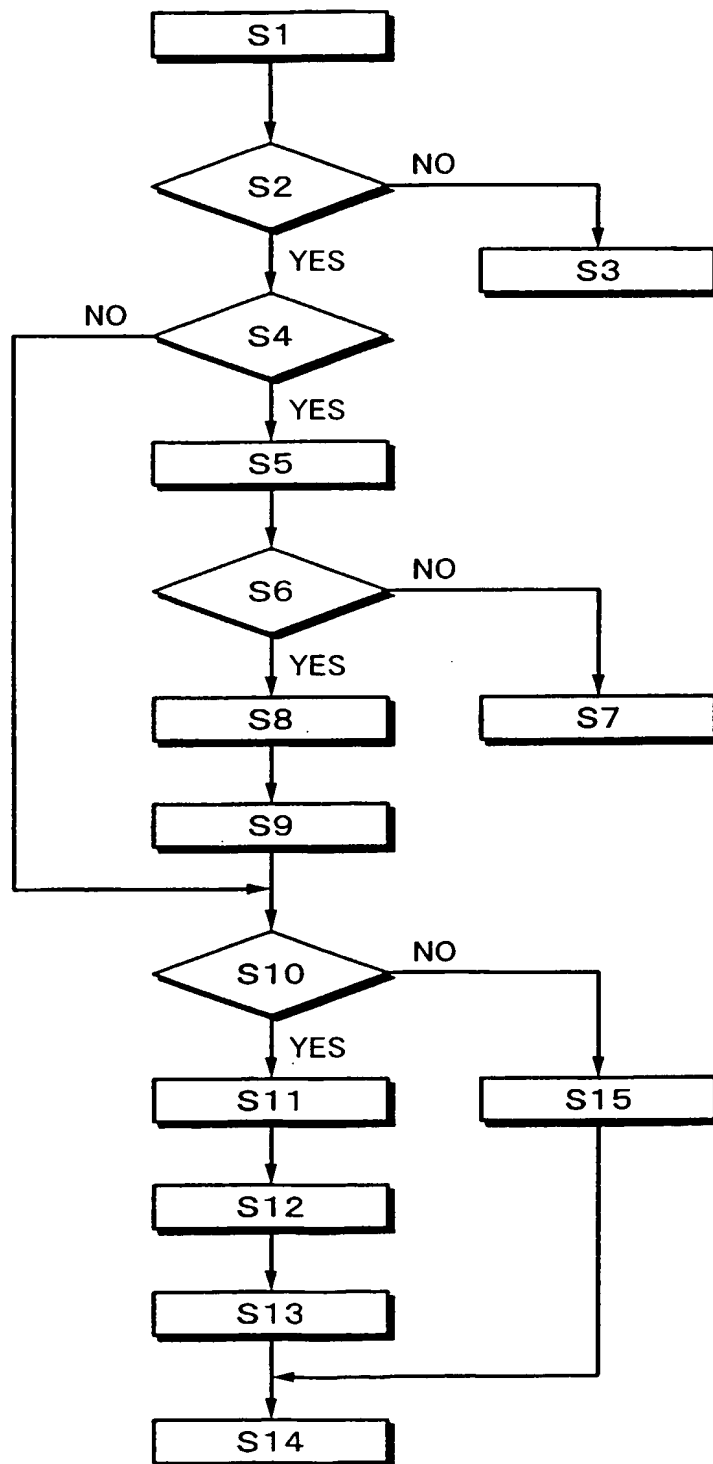 S1
S2
NO
S3
YES
NO
S4
YES
S5
S6
NO
YES
S8
S7
S9
S10
NO
YES
S11
S15
S12
S13
S14